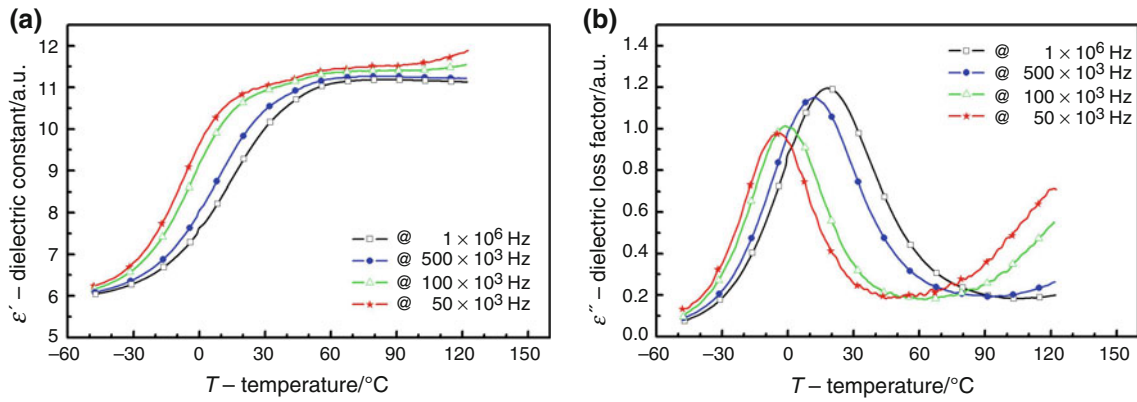 (a)
12
11
10
9
8
7
6
5
ε′ – dielectric constant/a.u.
@ 1 × 10⁶ Hz
@ 500 × 10³ Hz
@ 100 × 10³ Hz
@ 50 × 10³ Hz
–60 –30 0 30 60 90 120 150
T – temperature/°C
(b)
1.4
1.2
1.0
0.8
0.6
0.4
0.2
0.0
ε″ – dielectric loss factor/a.u.
@ 1 × 10⁶ Hz
@ 500 × 10³ Hz
@ 100 × 10³ Hz
@ 50 × 10³ Hz
–60 –30 0 30 60 90 120 150
T – temperature/°C